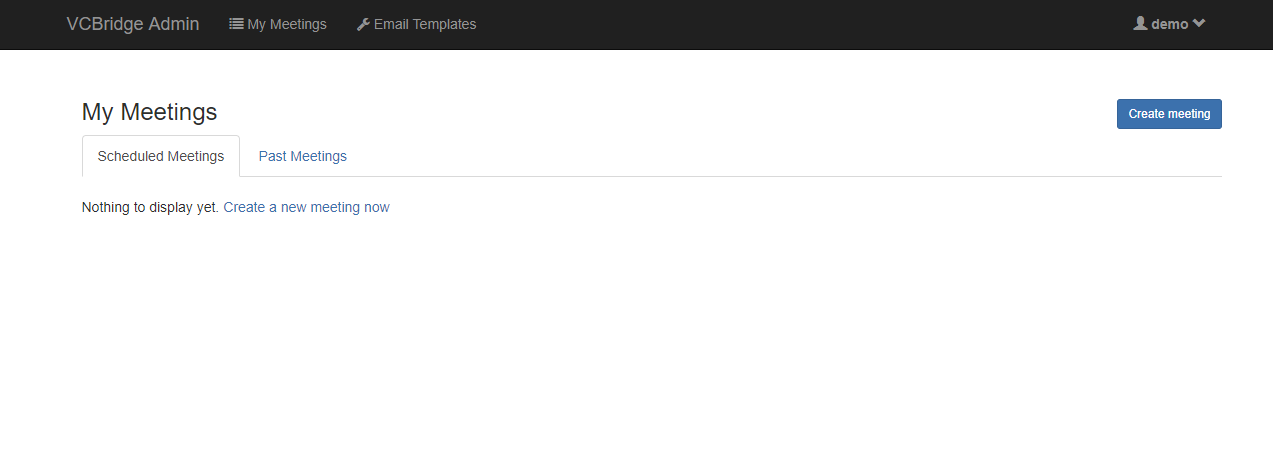 VCBridge Admin My Meetings Email Templates demo
My Meetings Create meeting
Scheduled Meetings Past Meetings
Nothing to display yet. Create a new meeting now